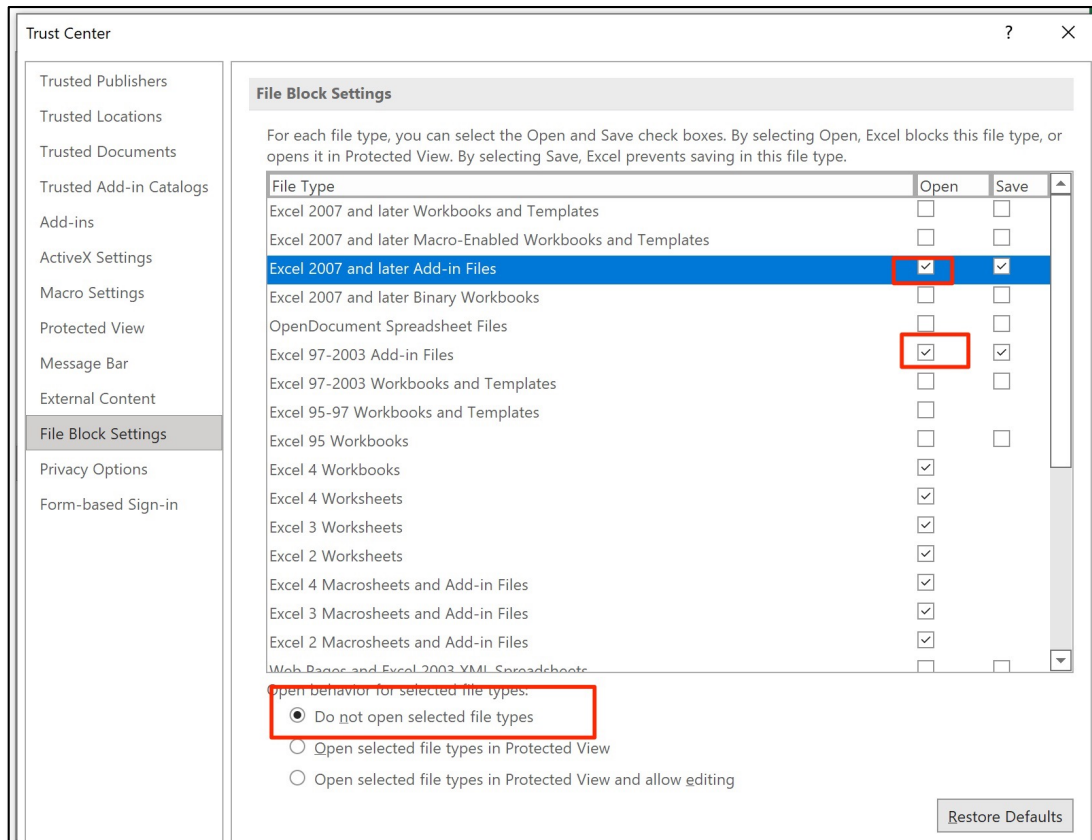 Trust Center
?
Trusted Publishers
Trusted Locations
Trusted Documents
Trusted Add-in Catalogs
Add-ins
ActiveX Settings
Macro Settings
Protected View
Message Bar
External Content
File Block Settings
Privacy Options
Form-based Sign-in
File Block Settings
For each file type, you can select the Open and Save check boxes. By selecting Open, Excel blocks this file type, or
opens it in Protected View. By selecting Save, Excel prevents saving in this file type.
File Type Open Save
Excel 2007 and later Workbooks and Templates
Excel 2007 and later Macro-Enabled Workbooks and Templates
Excel 2007 and later Add-in Files
Excel 2007 and later Binary Workbooks
OpenDocument Spreadsheet Files
Excel 97-2003 Add-in Files
Excel 97-2003 Workbooks and Templates
Excel 95-97 Workbooks and Templates
Excel 95 Workbooks
Excel 4 Workbooks
Excel 4 Worksheets
Excel 3 Worksheets
Excel 2 Worksheets
Excel 4 Macrosheets and Add-in Files
Excel 3 Macrosheets and Add-in Files
Excel 2 Macrosheets and Add-in Files
Web Pages and Excel 2003 XML Spreadsheets
Open behavior for selected file types:
Do not open selected file types
Open selected file types in Protected View
Open selected file types in Protected View and allow editing
Restore Defaults